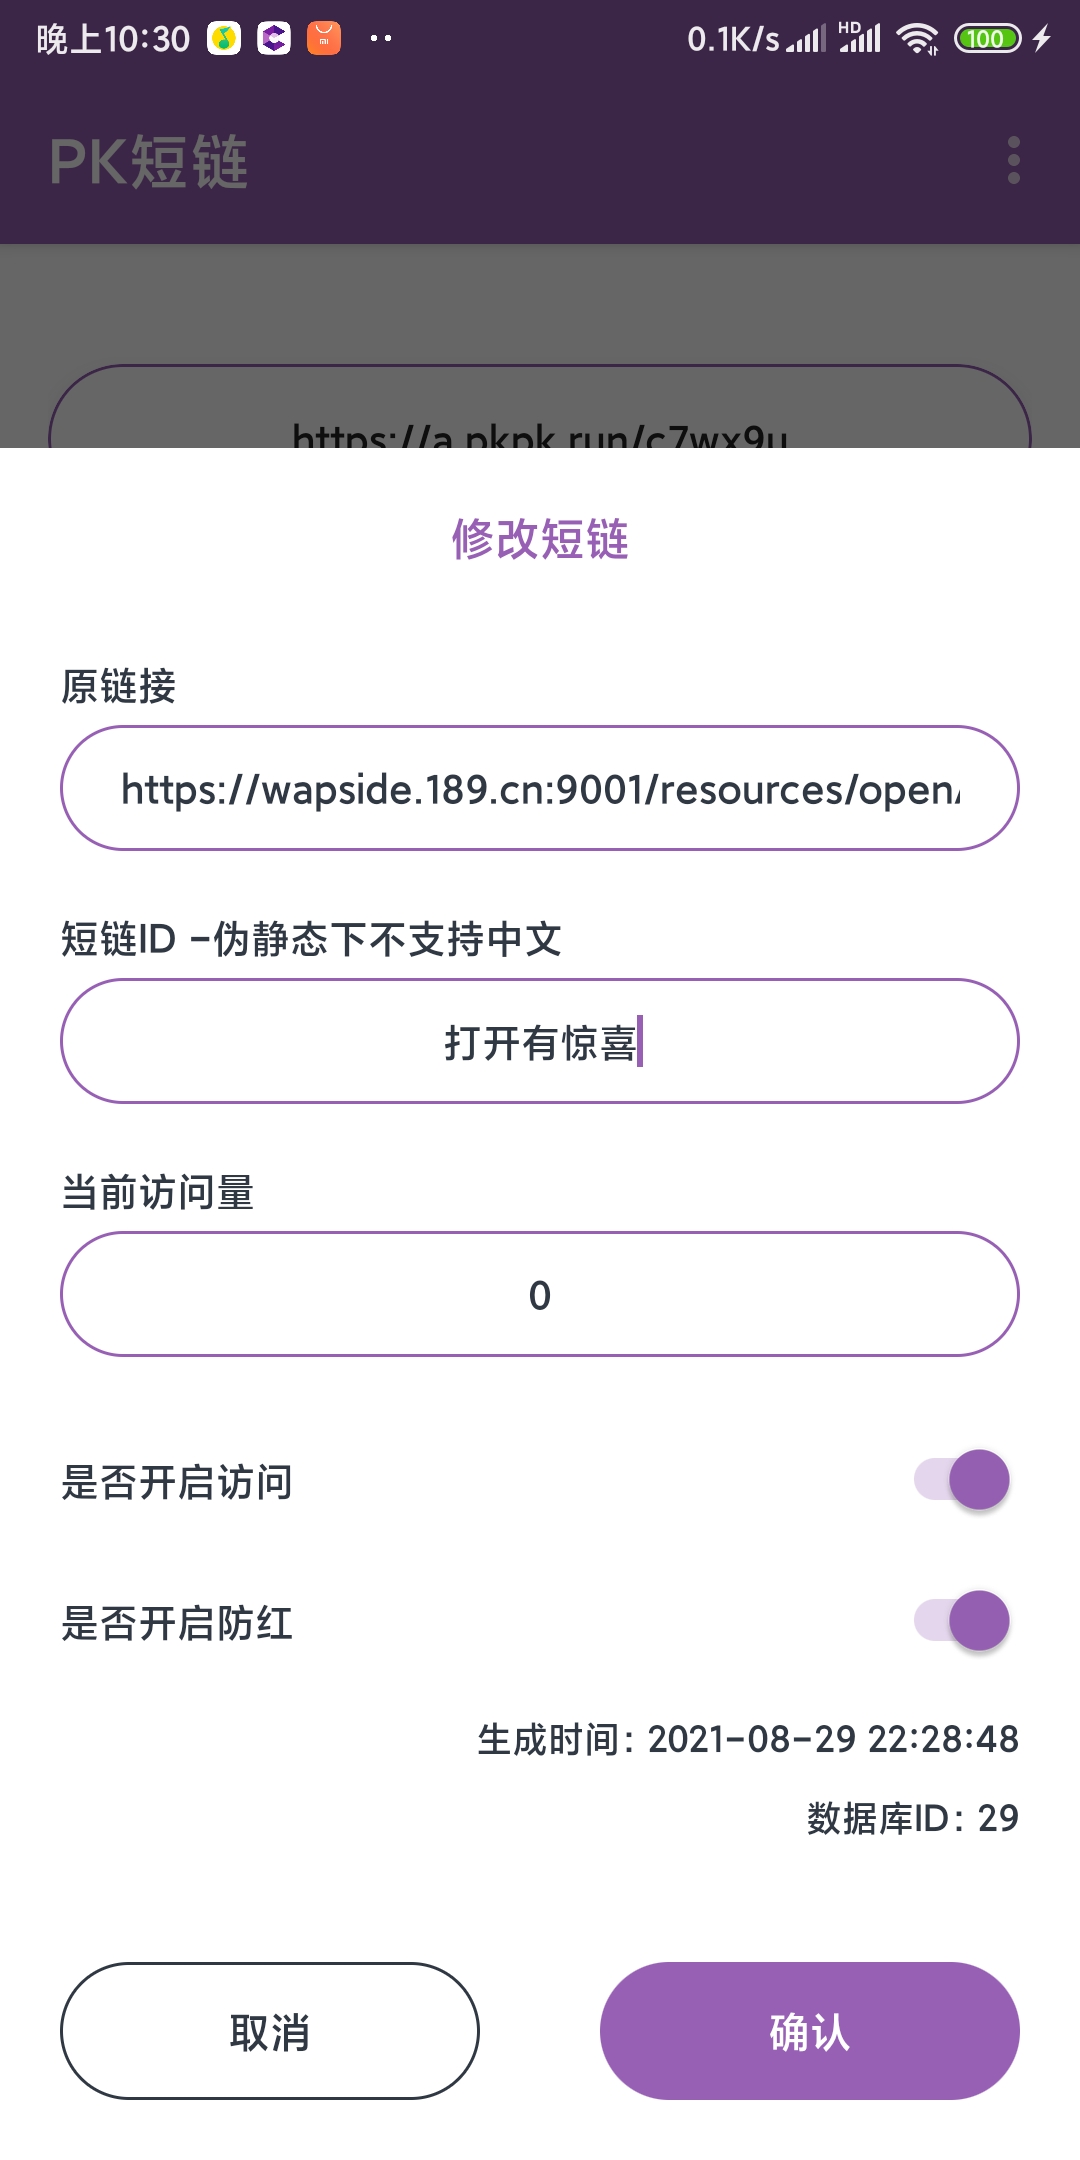 晚上10:30
0.1K/s
HD
100
PK短链
https://a.pkpk.run/c7wx9u
修改短链
原链接
https://wapside.189.cn:9001/resources/open/
短链ID -伪静态下不支持中文
打开有惊喜
当前访问量
0
是否开启访问
是否开启防红
生成时间: 2021-08-29 22:28:48
数据库ID: 29
取消
确认